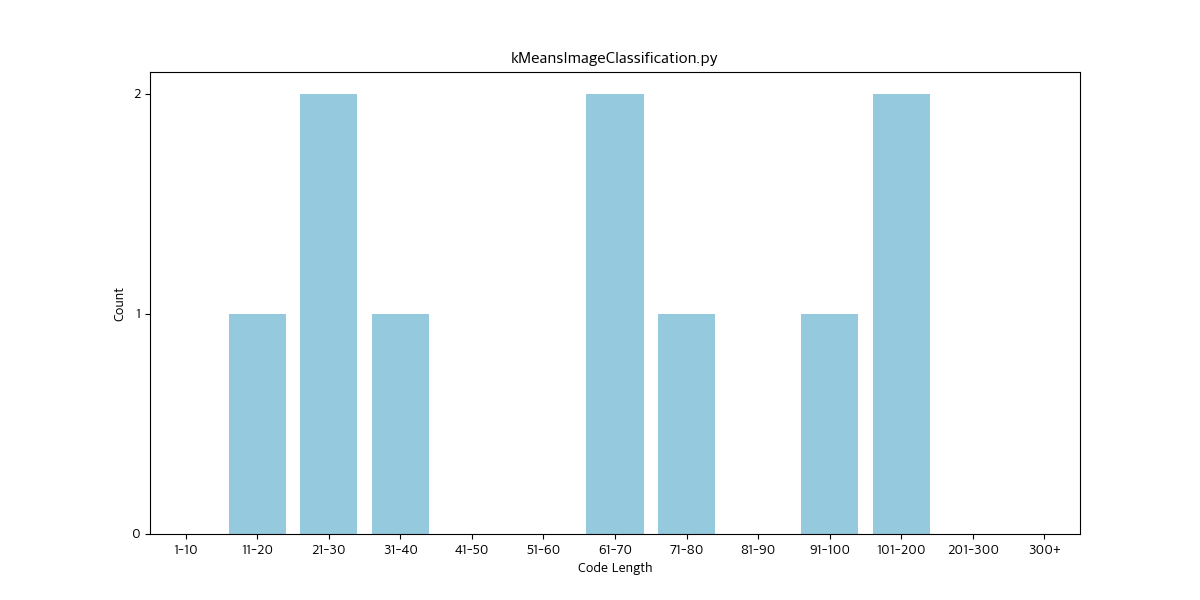 kMeansImageClassification.py
Count
2
1
0
1-10 11-20 21-30 31-40 41-50 51-60 61-70 71-80 81-90 91-100 101-200 201-300 300+
Code Length